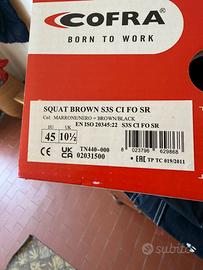 COFRA
BORN TO WORK
SQUAT BROWN S3S CI FO SR
Col: MARRONE/NERO = BROWN/BLACK
EN ISO 20345:22 S3S CI FO SR
EU UK
45 10½
8 023796 629868
CE UKCA TN440-000
02031500
EAC TP TC 019/2011
subito